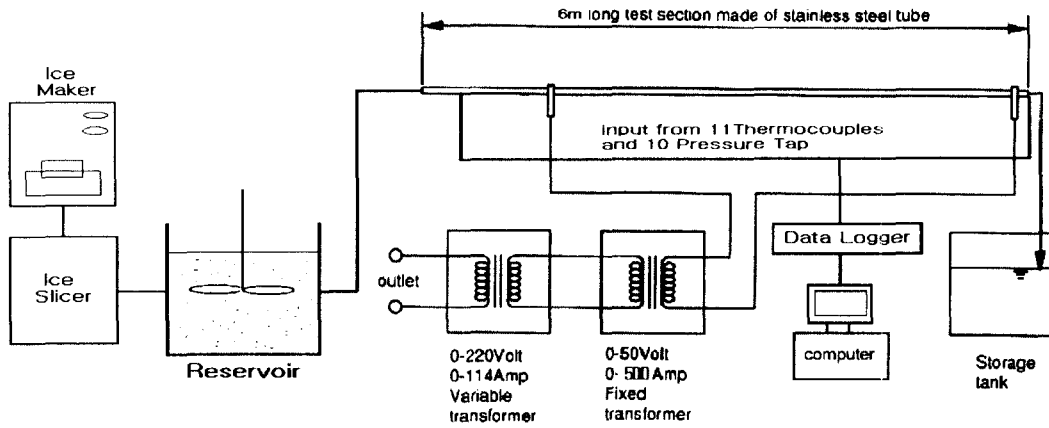 6m long test section made of stainless steel tube
Ice
Maker
Input from 11Thermocouples
and 10 Pressure Tap
Ice
Slicer
outlet
Data Logger
Reservoir
0-220Volt
0-114Amp
Variable
transformer
0-50Volt
0-500Amp
Fixed
transformer
computer
Storage
tank